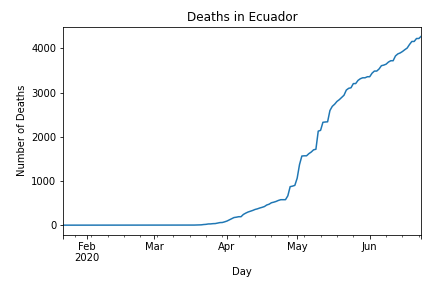 Deaths in Ecuador
Number of Deaths
4000
3000
2000
1000
0
Feb
2020
Mar
Apr
May
Jun
Day